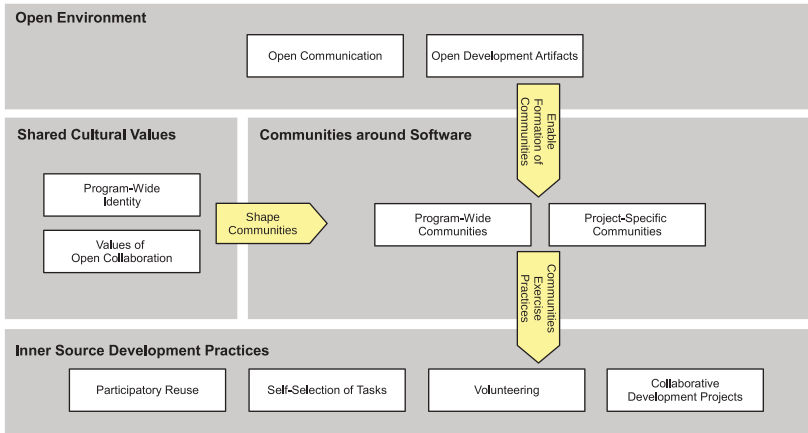 Open Environment
Open Communication
Open Development Artifacts
Enable
Formation of
Communities
Shared Cultural Values
Program-Wide
Identity
Values of
Open Collaboration
Shape
Communities
Communities around Software
Program-Wide
Communities
Project-Specific
Communities
Communities
Exercise
Practices
Inner Source Development Practices
Participatory Reuse
Self-Selection of Tasks
Volunteering
Collaborative
Development Projects